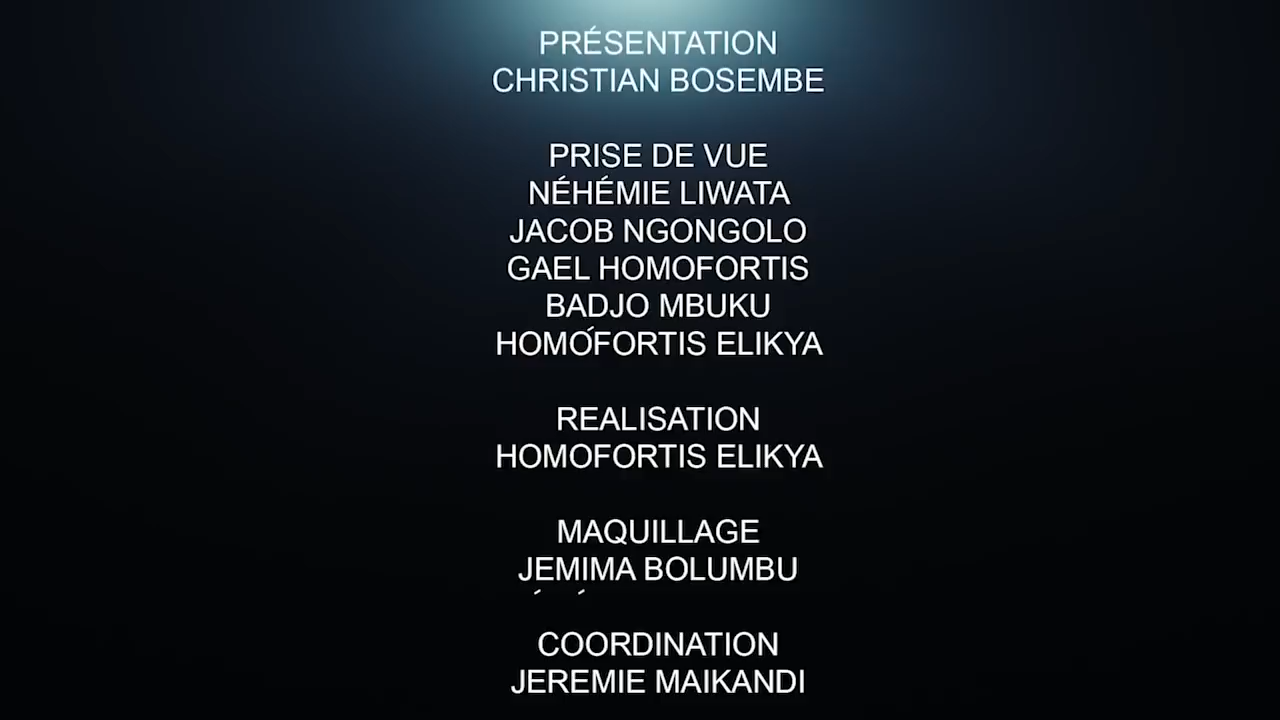 PRÉSENTATION
CHRISTIAN BOSEMBE
PRISE DE VUE
NÉHÉMIE LIWATA
JACOB NGONGOLO
GAEL HOMOFORTIS
BADJO MBUKU
HOMOFORTIS ELIKYA
REALISATION
HOMOFORTIS ELIKYA
MAQUILLAGE
JEMIMA BOLUMBU
COORDINATION
JEREMIE MAIKANDI